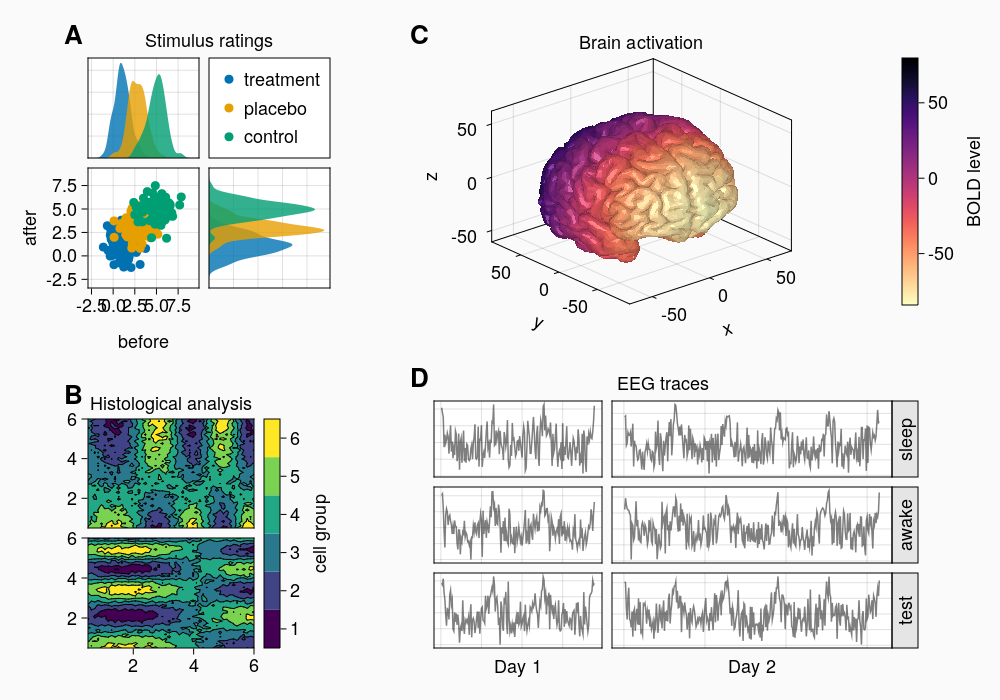 A
Stimulus ratings
treatment
placebo
control
7.5
5.0
2.5
0.0
-2.5
after
-2.5 0.0 2.5 5.0 7.5
before
B
Histological analysis
6
4
2
6
4
2
2 4 6
6
5
4
3
2
1
cell group
C
Brain activation
50
0
-50
z
50
0
-50
y
-50
0
50
x
50
0
-50
BOLD level
D
EEG traces
sleep
awake
test
Day 1 Day 2